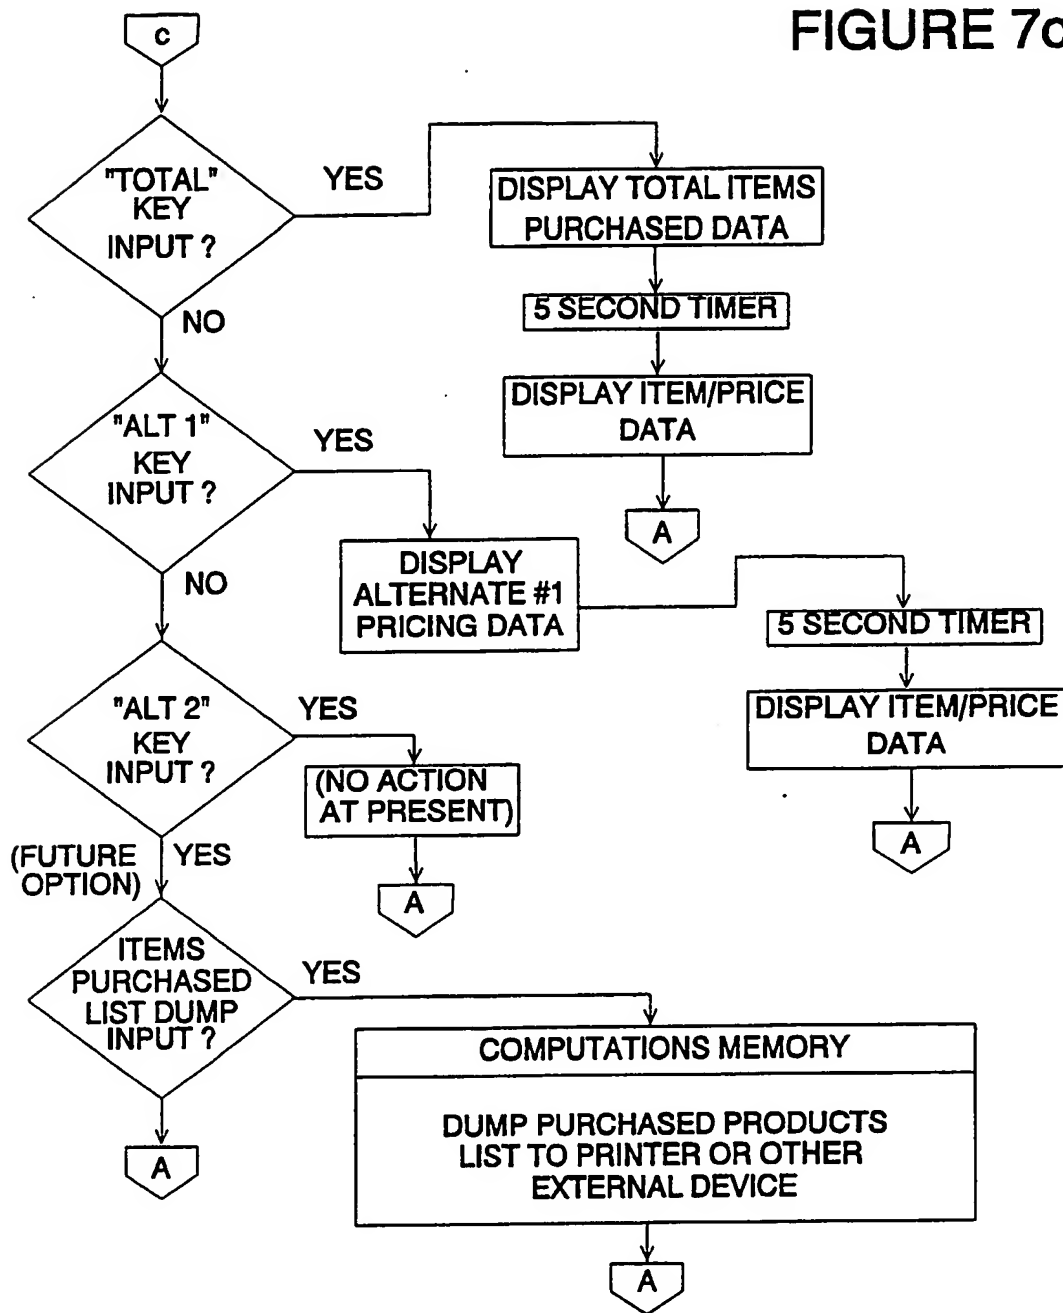 FIGURE 7c
C
"TOTAL"
KEY
INPUT ?
YES
NO
DISPLAY TOTAL ITEMS
PURCHASED DATA
5 SECOND TIMER
DISPLAY ITEM/PRICE
DATA
A
"ALT 1"
KEY
INPUT ?
YES
NO
DISPLAY
ALTERNATE #1
PRICING DATA
5 SECOND TIMER
DISPLAY ITEM/PRICE
DATA
A
"ALT 2"
KEY
INPUT ?
YES
(NO ACTION
AT PRESENT)
A
(FUTURE
OPTION)
YES
ITEMS
PURCHASED
LIST DUMP
INPUT ?
YES
COMPUTATIONS MEMORY
DUMP PURCHASED PRODUCTS
LIST TO PRINTER OR OTHER
EXTERNAL DEVICE
A
A